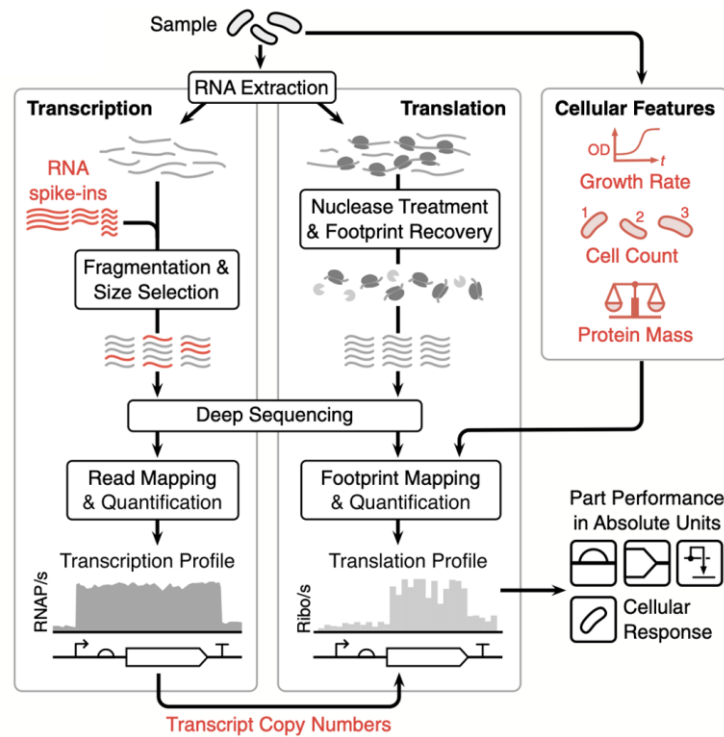 Sample
RNA Extraction
Transcription
Translation
Cellular Features
RNA
spike-ins
OD
t
Growth Rate
Nuclease Treatment
& Footprint Recovery
1 2 3
Cell Count
Fragmentation &
Size Selection
Protein Mass
Deep Sequencing
Read Mapping
& Quantification
Footprint Mapping
& Quantification
Part Performance
in Absolute Units
Transcription Profile
Translation Profile
RNAP/s
Ribo/s
Cellular
Response
Transcript Copy Numbers